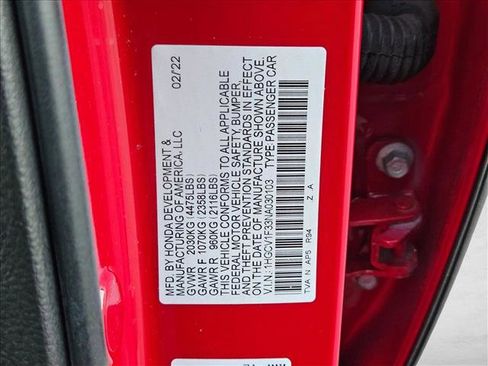 MFD. BY HONDA DEVELOPMENT & 02/22
MANUFACTURING OF AMERICA, LLC
GVWR 2030KG (4475LBS)
GAWR F 1070KG (2358LBS)
GAWR R 960KG (2116LBS)
THIS VEHICLE CONFORMS TO ALL APPLICABLE
FEDERAL MOTOR VEHICLE SAFETY, BUMPER,
AND THEFT PREVENTION STANDARDS IN EFFECT
ON THE DATE OF MANUFACTURE SHOWN ABOVE.
V.I.N.: 1HGCV1F33NA030103 TYPE: PASSENGER CAR
TVA N AP5 R94 Z A